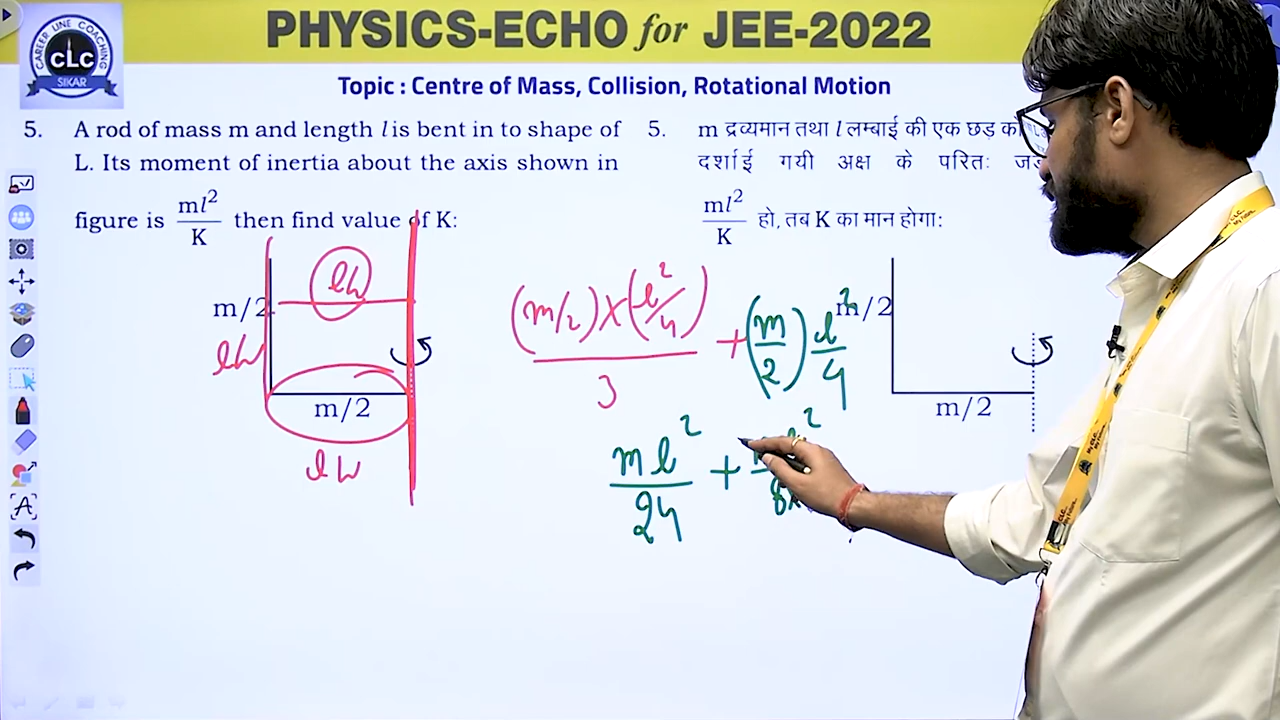 PHYSICS-ECHO for JEE-2022
CAREER LINE COACHING
CLC
SIKAR
Topic : Centre of Mass, Collision, Rotational Motion
5. A rod of mass m and length l is bent in to shape of
L. Its moment of inertia about the axis shown in
figure is ml²/K then find value of K:
m/2
m/2
5. m द्रव्यमान तथा l लम्बाई की एक छड़ को
दर्शाई गयी अक्ष के परितः
ml²/K हो, तब K का मान होगा:
m/2
m/2
(m/2)×(l²/4)/3 + (m/2) l²/4
ml²/24 +
CLC